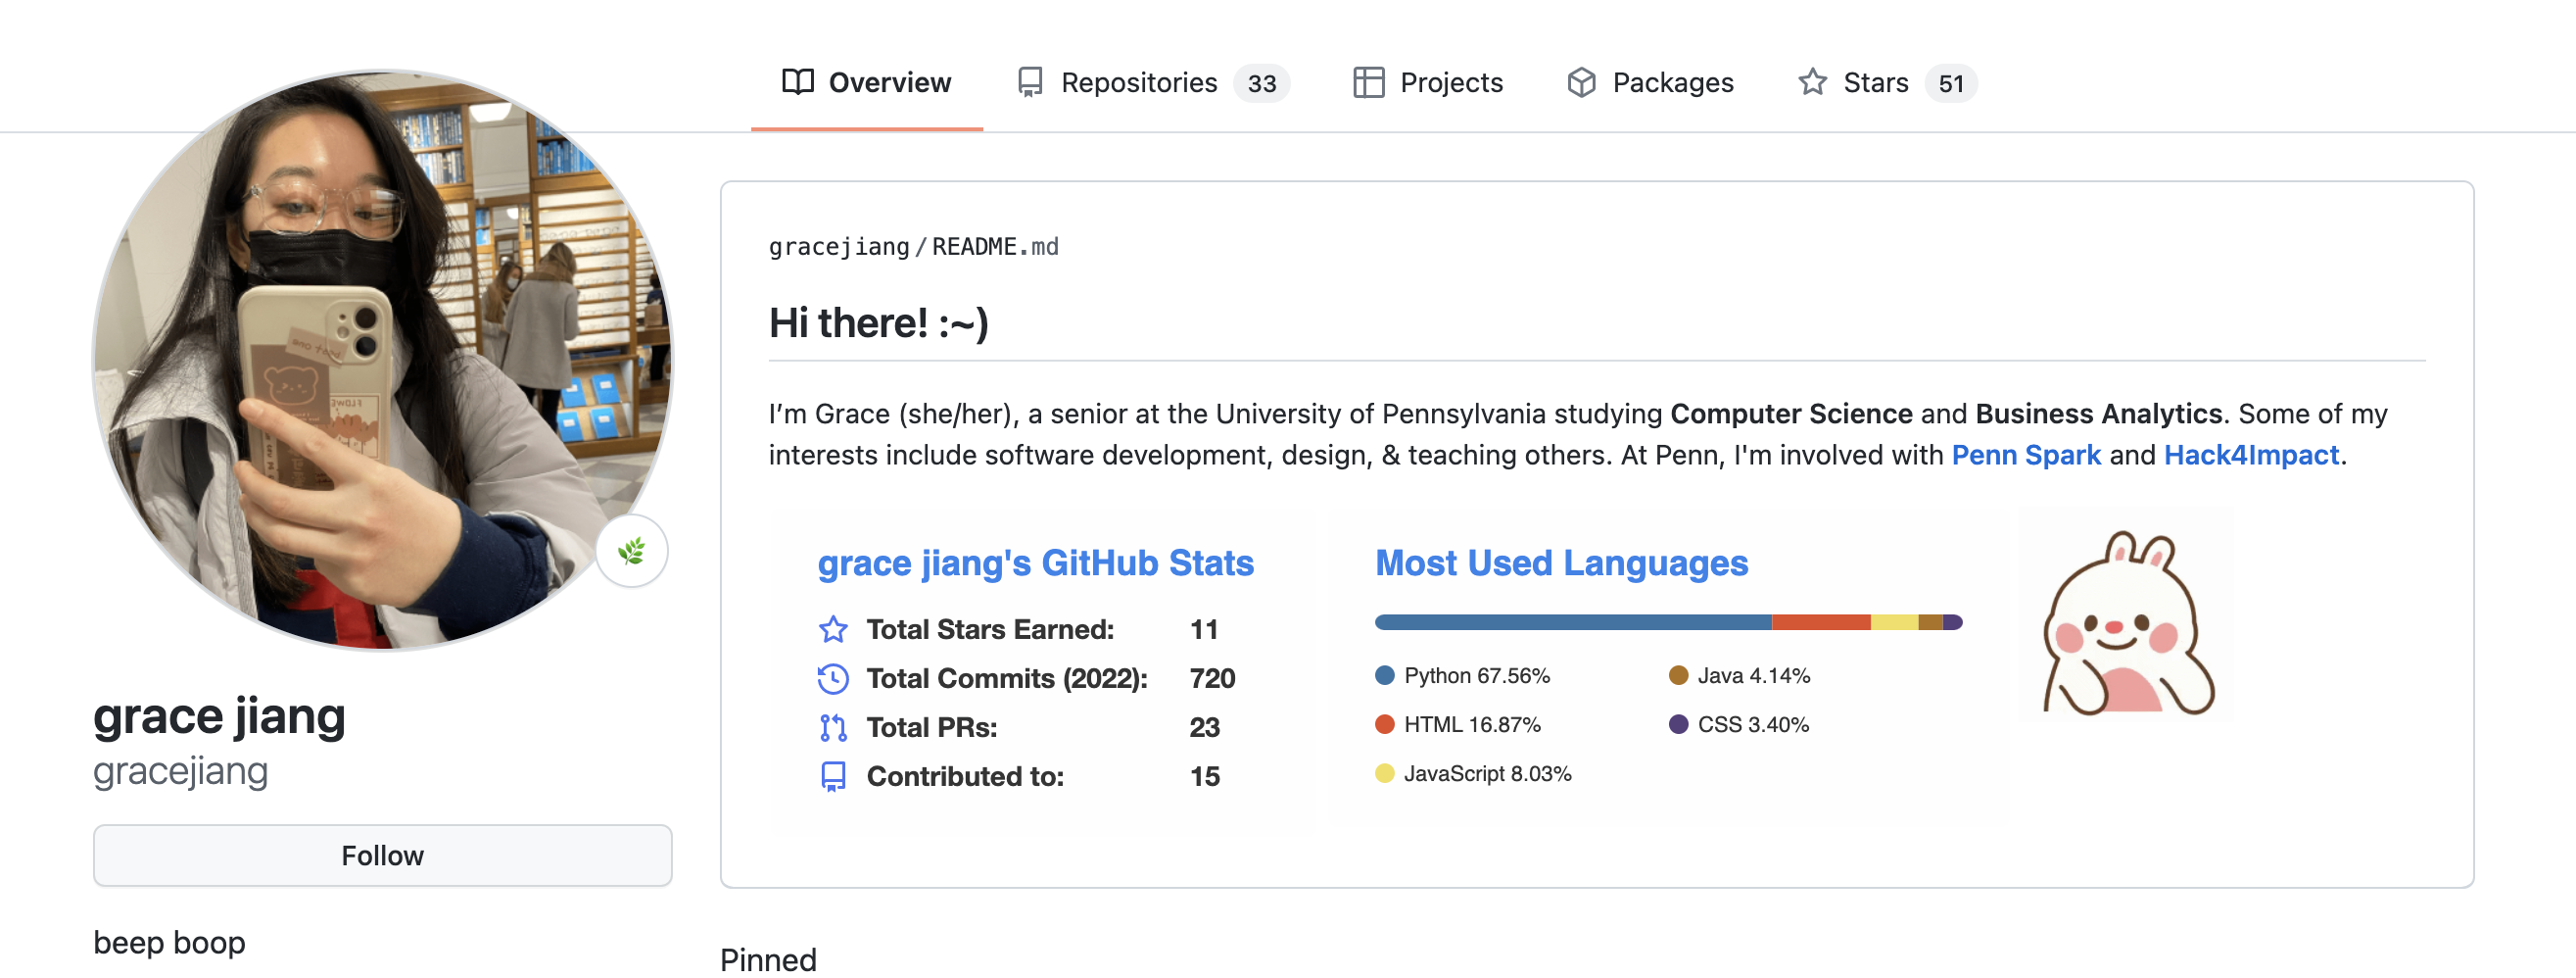 Overview
Repositories 33
Projects
Packages
Stars 51
gracejiang/README.md
Hi there! :~)
I’m Grace (she/her), a senior at the University of Pennsylvania studying Computer Science and Business Analytics. Some of my
interests include software development, design, & teaching others. At Penn, I'm involved with Penn Spark and Hack4Impact.
grace jiang's GitHub Stats
Total Stars Earned: 11
Total Commits (2022): 720
Total PRs: 23
Contributed to: 15
Most Used Languages
Python 67.56%
HTML 16.87%
JavaScript 8.03%
Java 4.14%
CSS 3.40%
grace jiang
gracejiang
Follow
beep boop
Pinned